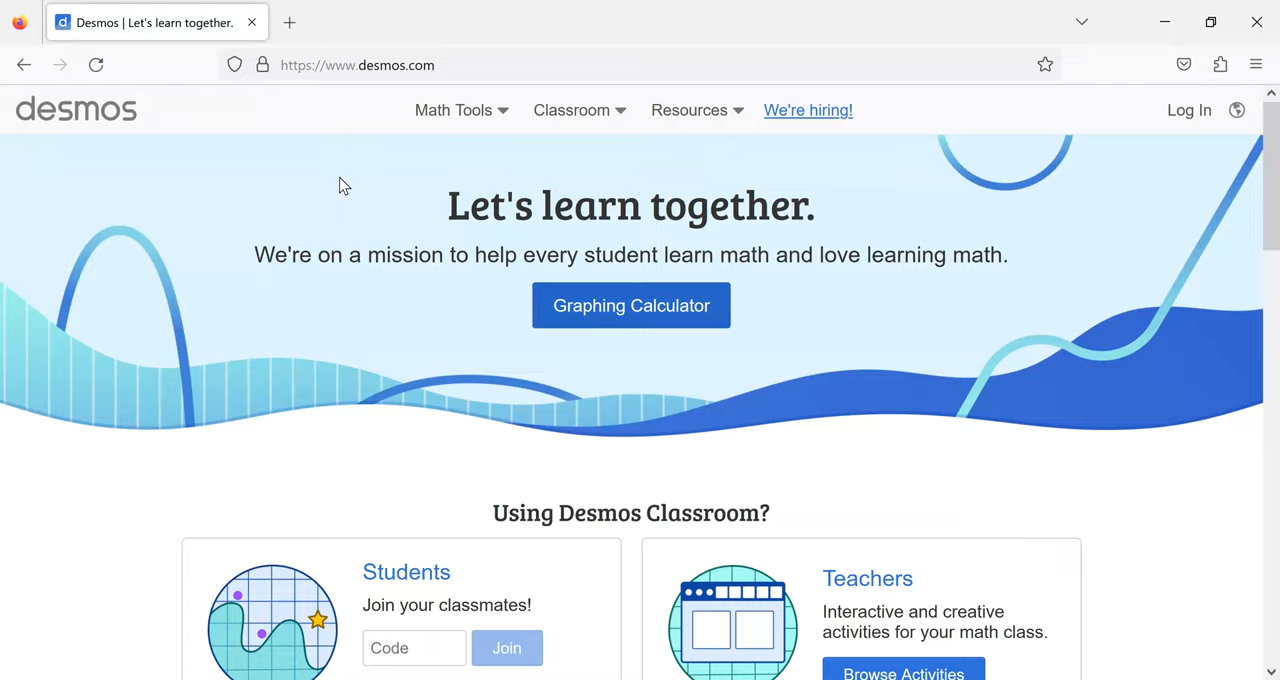 Desmos | Let's learn together.
https://www.desmos.com
desmos
Math Tools
Classroom
Resources
We're hiring!
Log In
Let's learn together.
We're on a mission to help every student learn math and love learning math.
Graphing Calculator
Using Desmos Classroom?
Students
Join your classmates!
Code
Join
Teachers
Interactive and creative
activities for your math class.
Browse Activities